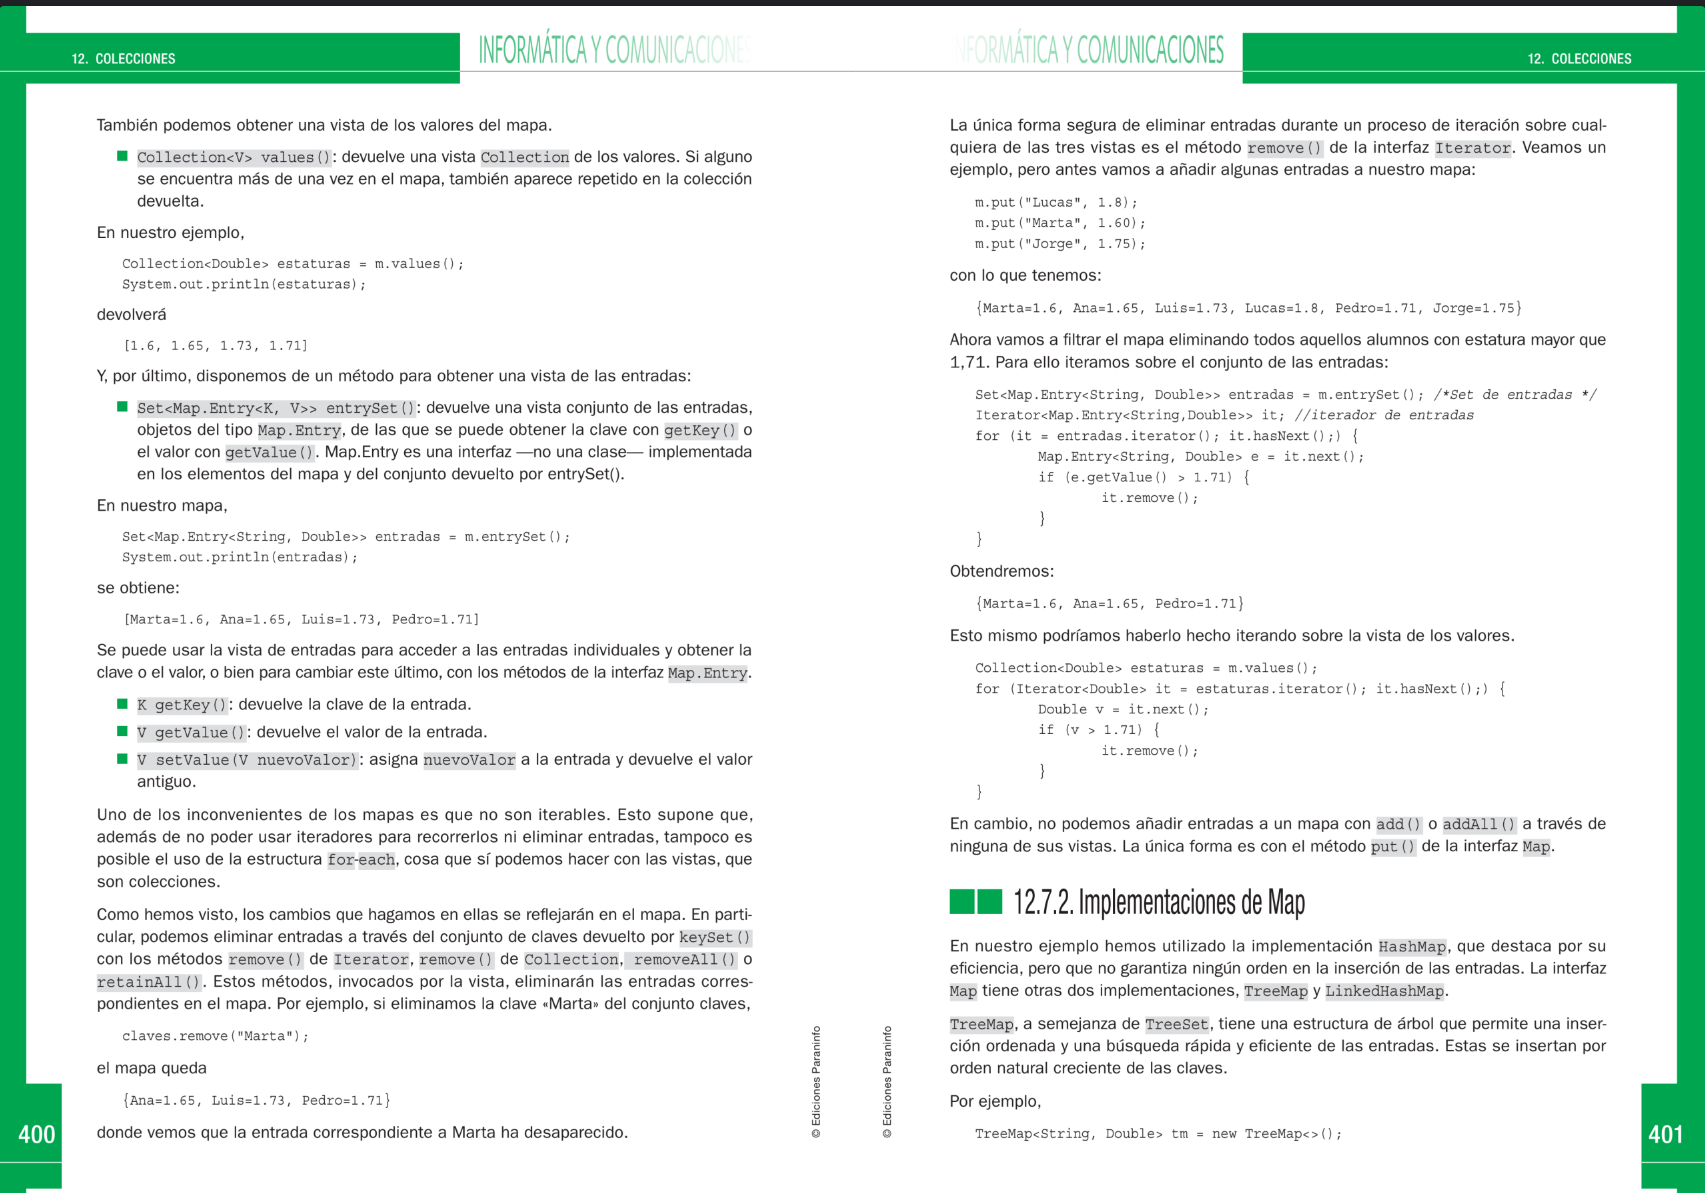 12. COLECCIONES
INFORMÁTICA Y COMUNICACIONES
También podemos obtener una vista de los valores del mapa.
Collection<V> values(): devuelve una vista Collection de los valores. Si alguno
se encuentra más de una vez en el mapa, también aparece repetido en la colección
devuelta.
En nuestro ejemplo,
Collection<Double> estaturas = m.values();
System.out.println(estaturas);
devolverá
[1.6, 1.65, 1.73, 1.71]
Y, por último, disponemos de un método para obtener una vista de las entradas:
Set<Map.Entry<K, V>> entrySet(): devuelve una vista conjunto de las entradas,
objetos del tipo Map.Entry, de las que se puede obtener la clave con getKey() o
el valor con getValue(). Map.Entry es una interfaz —no una clase— implementada
en los elementos del mapa y del conjunto devuelto por entrySet().
En nuestro mapa,
Set<Map.Entry<String, Double>> entradas = m.entrySet();
System.out.println(entradas);
se obtiene:
[Marta=1.6, Ana=1.65, Luis=1.73, Pedro=1.71]
Se puede usar la vista de entradas para acceder a las entradas individuales y obtener la
clave o el valor, o bien para cambiar este último, con los métodos de la interfaz Map.Entry.
K getKey(): devuelve la clave de la entrada.
V getValue(): devuelve el valor de la entrada.
V setValue(V nuevoValor): asigna nuevoValor a la entrada y devuelve el valor
antiguo.
Uno de los inconvenientes de los mapas es que no son iterables. Esto supone que,
además de no poder usar iteradores para recorrerlos ni eliminar entradas, tampoco es
posible el uso de la estructura for-each, cosa que sí podemos hacer con las vistas, que
son colecciones.
Como hemos visto, los cambios que hagamos en ellas se reflejarán en el mapa. En parti-
cular, podemos eliminar entradas a través del conjunto de claves devuelto por keySet()
con los métodos remove() de Iterator, remove() de Collection, removeAll() o
retainAll(). Estos métodos, invocados por la vista, eliminarán las entradas corres-
pondientes en el mapa. Por ejemplo, si eliminamos la clave «Marta» del conjunto claves,
claves.remove("Marta");
el mapa queda
{Ana=1.65, Luis=1.73, Pedro=1.71}
donde vemos que la entrada correspondiente a Marta ha desaparecido.
© Ediciones Paraninfo
400
INFORMÁTICA Y COMUNICACIONES
12. COLECCIONES
La única forma segura de eliminar entradas durante un proceso de iteración sobre cual-
quiera de las tres vistas es el método remove() de la interfaz Iterator. Veamos un
ejemplo, pero antes vamos a añadir algunas entradas a nuestro mapa:
m.put("Lucas", 1.8);
m.put("Marta", 1.60);
m.put("Jorge", 1.75);
con lo que tenemos:
{Marta=1.6, Ana=1.65, Luis=1.73, Lucas=1.8, Pedro=1.71, Jorge=1.75}
Ahora vamos a filtrar el mapa eliminando todos aquellos alumnos con estatura mayor que
1,71. Para ello iteramos sobre el conjunto de las entradas:
Set<Map.Entry<String, Double>> entradas = m.entrySet(); /*Set de entradas */
Iterator<Map.Entry<String,Double>> it; //iterador de entradas
for (it = entradas.iterator(); it.hasNext();) {
Map.Entry<String, Double> e = it.next();
if (e.getValue() > 1.71) {
it.remove();
}
}
Obtendremos:
{Marta=1.6, Ana=1.65, Pedro=1.71}
Esto mismo podríamos haberlo hecho iterando sobre la vista de los valores.
Collection<Double> estaturas = m.values();
for (Iterator<Double> it = estaturas.iterator(); it.hasNext();) {
Double v = it.next();
if (v > 1.71) {
it.remove();
}
}
En cambio, no podemos añadir entradas a un mapa con add() o addAll() a través de
ninguna de sus vistas. La única forma es con el método put() de la interfaz Map.
12.7.2. Implementaciones de Map
En nuestro ejemplo hemos utilizado la implementación HashMap, que destaca por su
eficiencia, pero que no garantiza ningún orden en la inserción de las entradas. La interfaz
Map tiene otras dos implementaciones, TreeMap y LinkedHashMap.
TreeMap, a semejanza de TreeSet, tiene una estructura de árbol que permite una inser-
ción ordenada y una búsqueda rápida y eficiente de las entradas. Estas se insertan por
orden natural creciente de las claves.
Por ejemplo,
TreeMap<String, Double> tm = new TreeMap<>();
© Ediciones Paraninfo
401